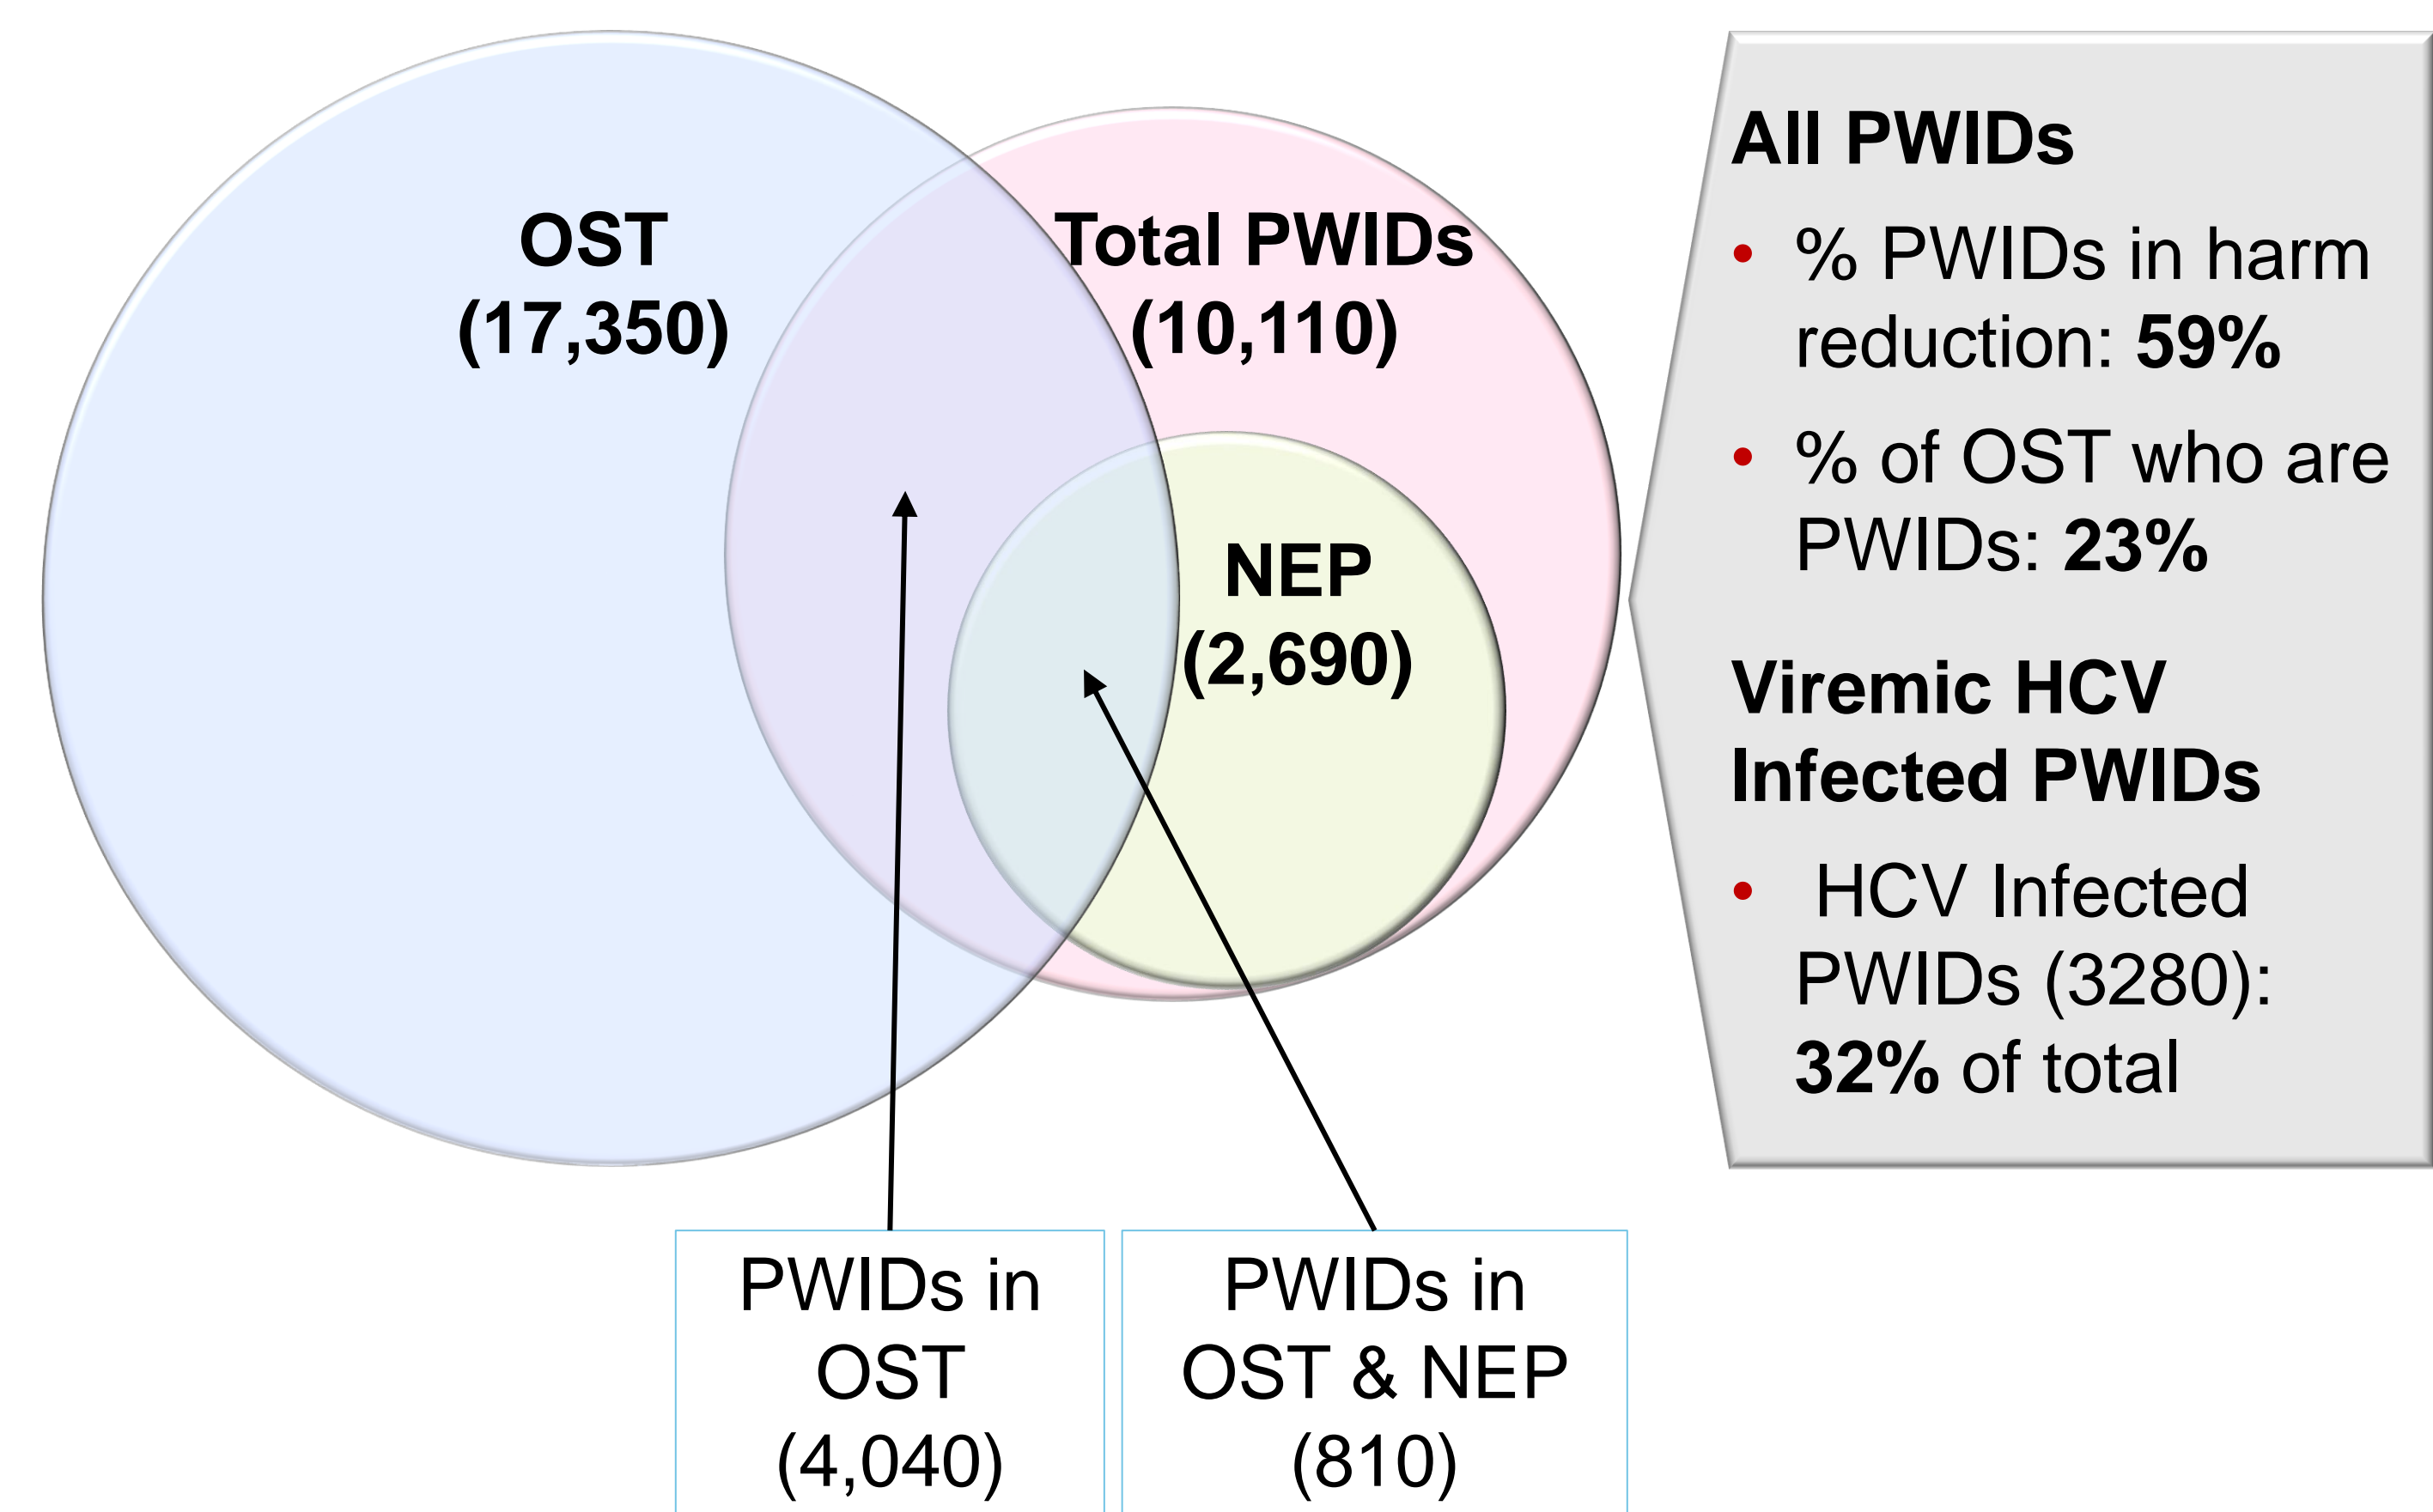 OST
(17,350)
Total PWIDs
(10,110)
NEP
(2,690)
PWIDs in
OST
(4,040)
PWIDs in
OST & NEP
(810)
All PWIDs
• % PWIDs in harm
reduction: 59%
• % of OST who are
PWIDs: 23%
Viremic HCV
Infected PWIDs
• HCV Infected
PWIDs (3280):
32% of total